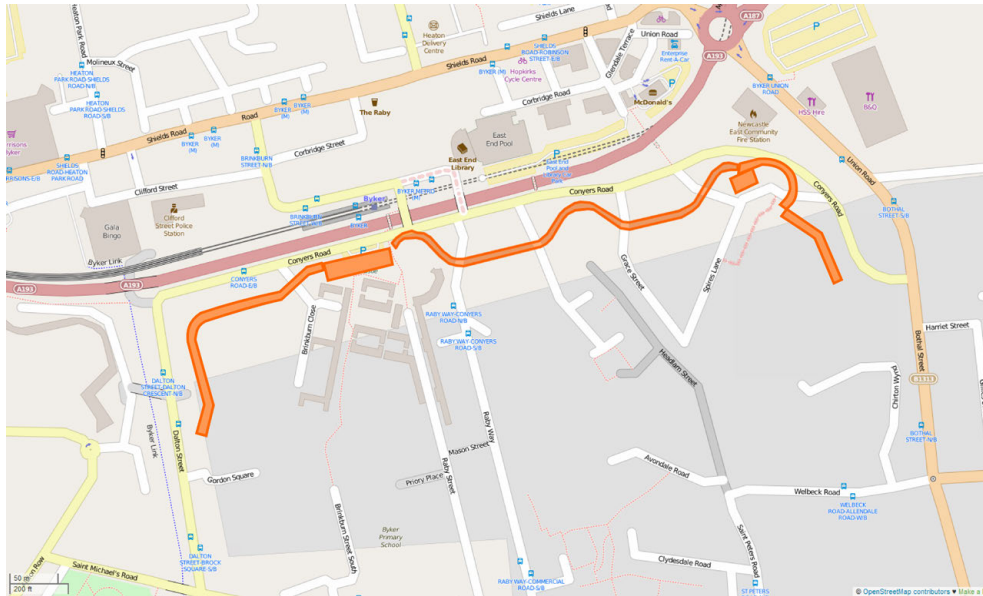 Heaton Park Road
Molineux Street
HEATON
PARK ROAD-SHIELDS
ROAD-N/B
HEATON
PARK ROAD-SHIELDS
ROAD-S/B
Heaton
Delivery
Centre
Shields Lane
Shields Road
SHIELDS
ROAD-ROBINSON
STREET-E/B
BYKER (M)
Hopkirks
Cycle Centre
Corbridge Road
Glendale Terrace
Union Road
Enterprise
Rent-A-Car
McDonald's
P
P
A187
A193
BYKER UNION
ROAD
HSS Hire
B&Q
Newcastle
East Community
Fire Station
Union Road
BOTHAL
STREET-S/B
Conyers Road
BYKER
(M)
BYKER
(M)
The Raby
Road
Shields Road
BYKER
(M)
BYKER
(M)
SHIELDS
ROAD-HEATON
PARK ROAD
Corbridge Street
BRINKBURN
STREET-N/B
Clifford Street
Clifford
Street Police
Station
Gala
Bingo
East End
Library
East
End Pool
P
Byker
BYKER
Conyers Road
Conyers Road
P
Byker Link
A193
A193
CONYERS
ROAD-E/B
Brinkburn Close
RABY WAY-CONYERS
ROAD-N/B
RABY WAY-CONYERS
ROAD-S/B
Grace Street
Spires Lane
Headlam Street
Harriet Street
Bothal Street
B1313
BOTHAL
STREET-N/B
DALTON
STREET-DALTON
CRESCENT-N/B
Byker Link
Dalton Street
Gordon Square
Raby Way
Mason Street
Priory Place
Raby Street
Avondale Road
Welbeck Road
WELBECK
ROAD-ALLENDALE
ROAD-W/B
Byker
Primary
School
Brinkburn Street South
DALTON
STREET-BROCK
SQUARE-S/B
Saint Michael's Road
Clydesdale Road
Saint Peters Road
RABY WAY-COMMERCIAL
ROAD-S/B
50 m
200 ft
© OpenStreetMap contributors ♥ Make a